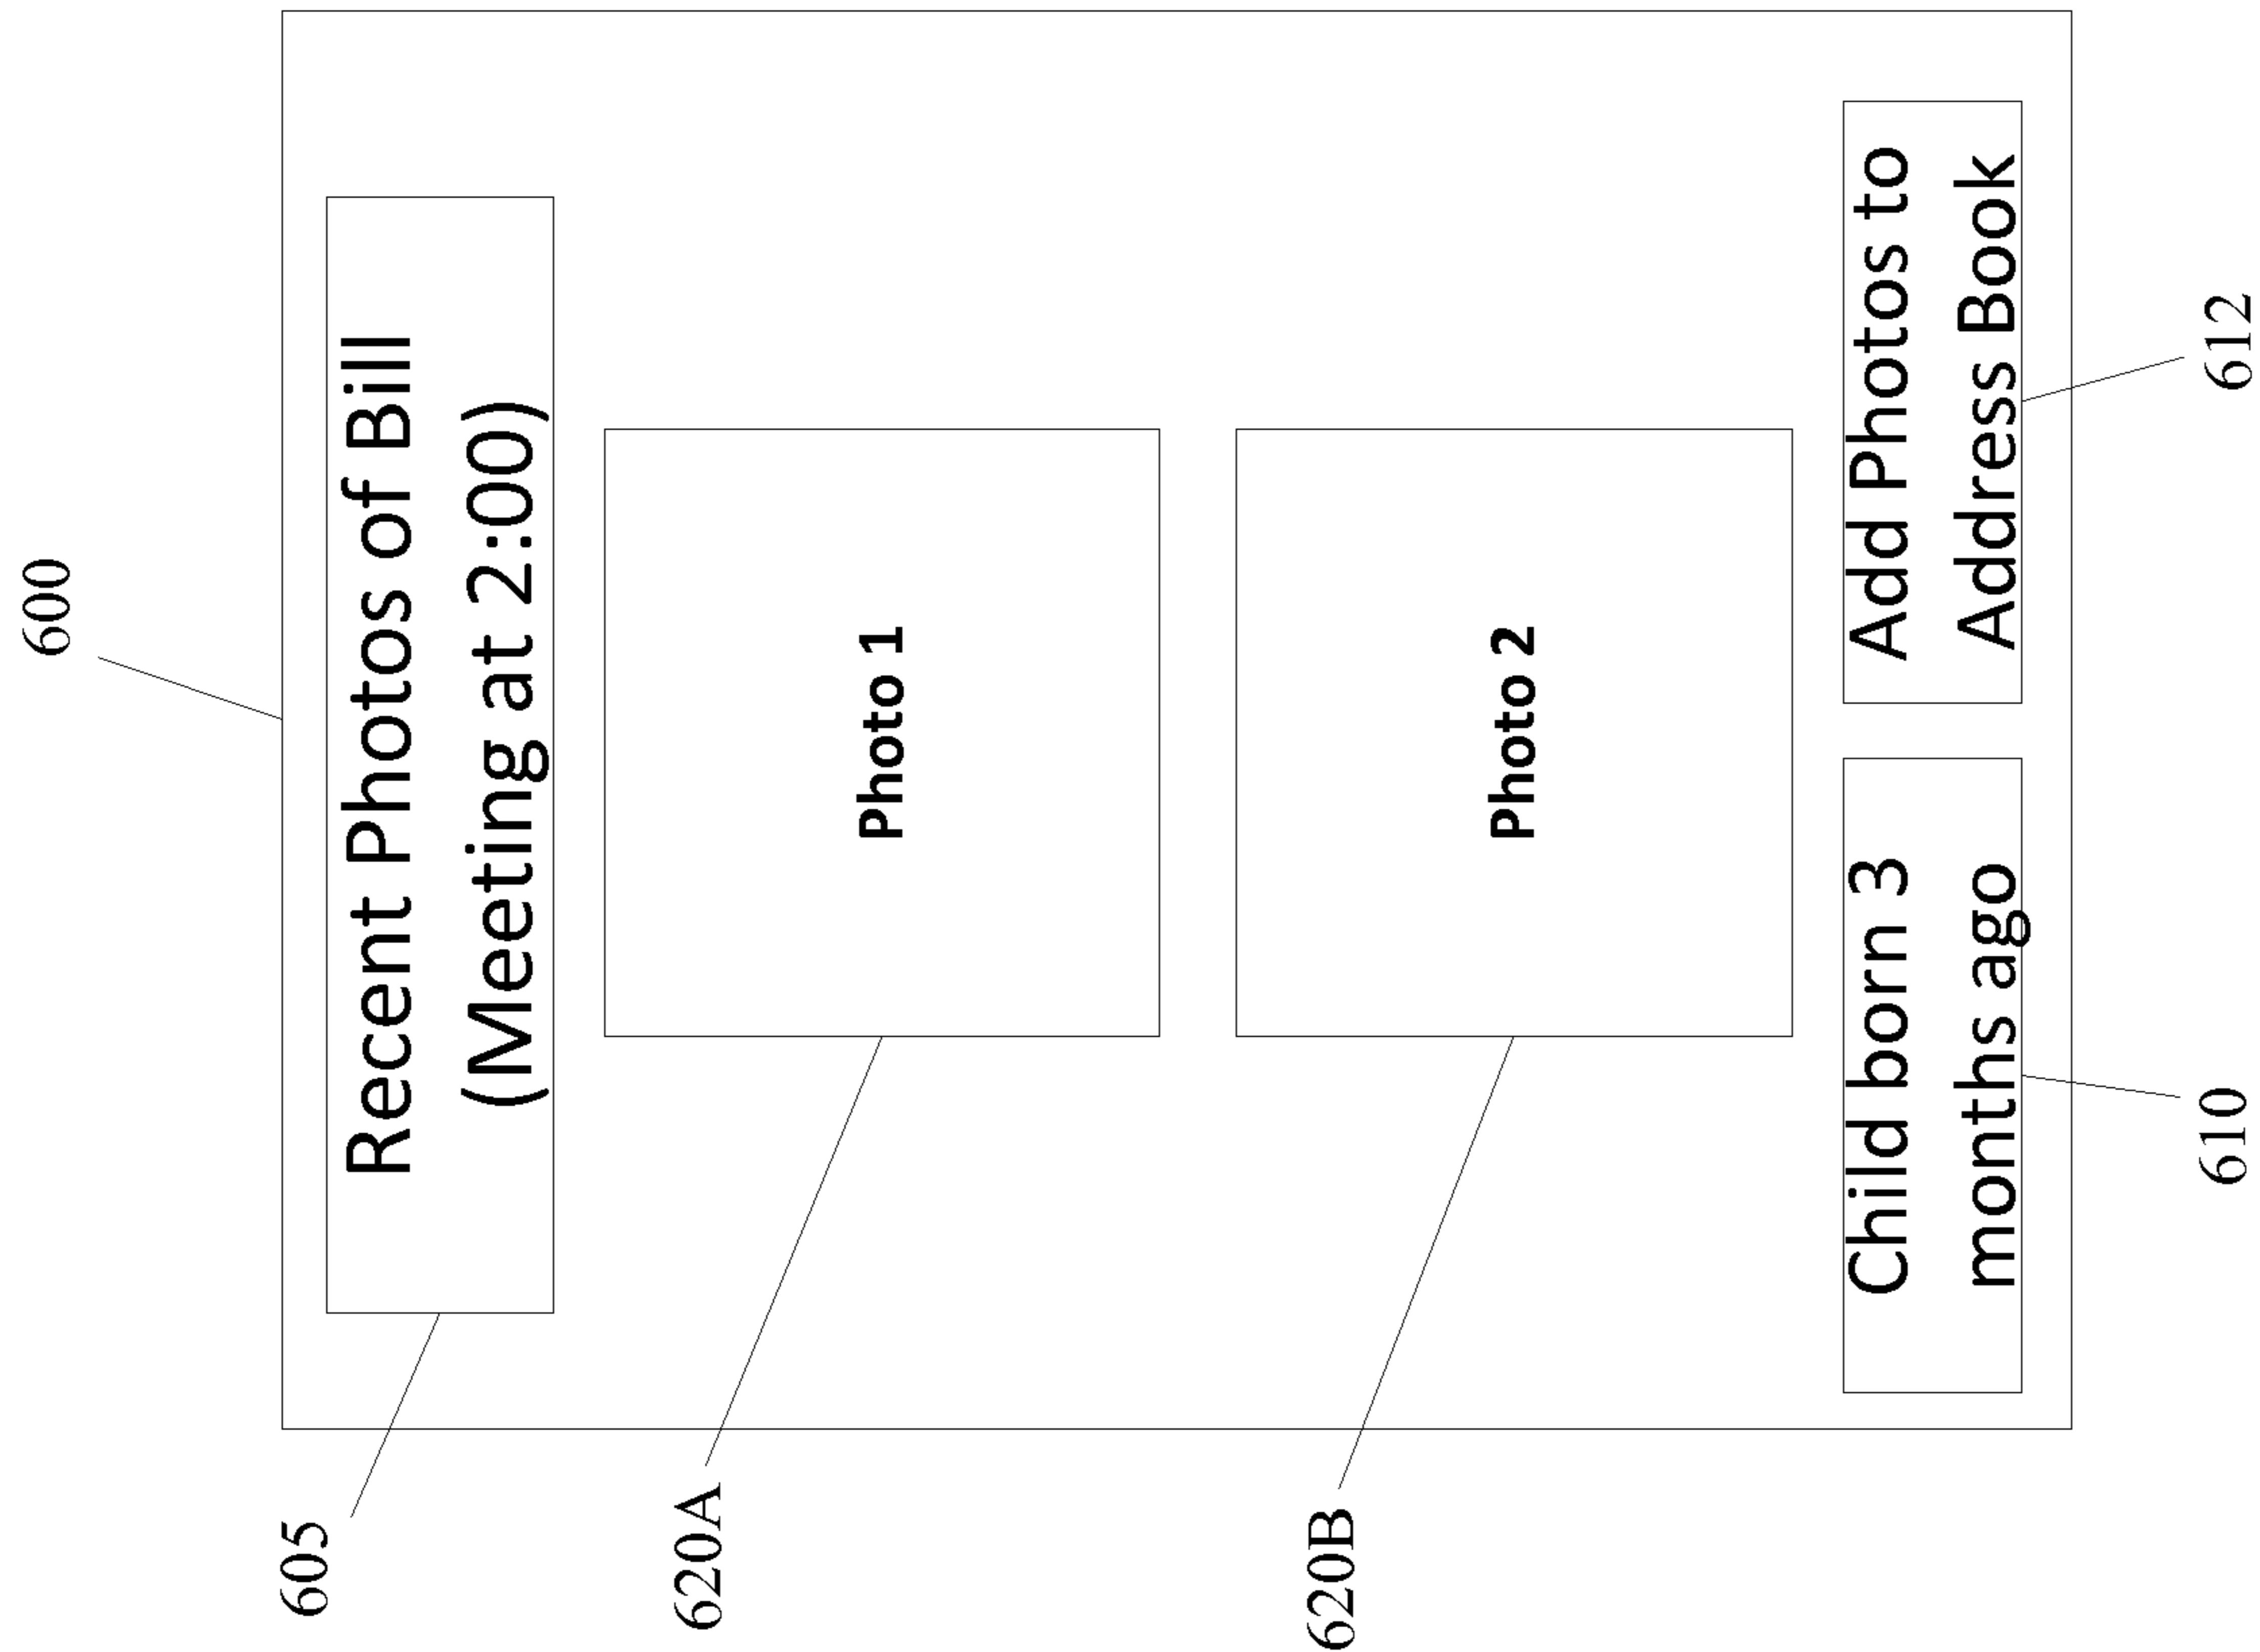 600
605
Recent Photos of Bill
(Meeting at 2:00)
620A
Photo 1
620B
Photo 2
Child born 3
months ago
Add Photos to
Address Book
610
612